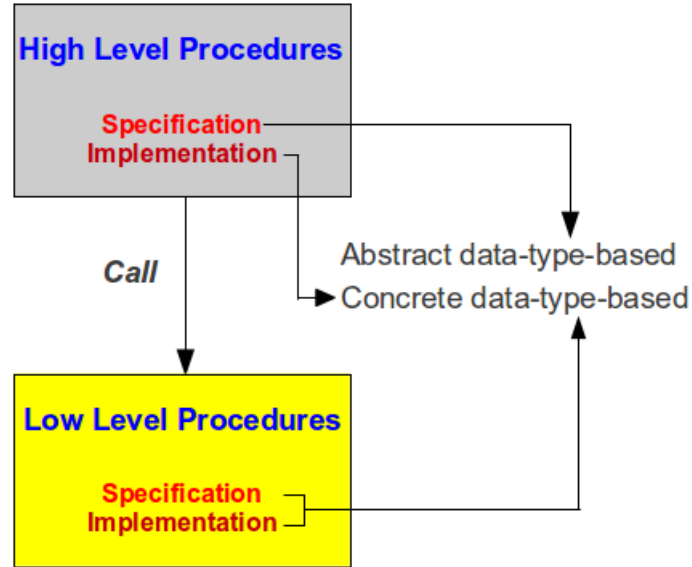 High Level Procedures
Specification
Implementation
Call
Abstract data-type-based
Concrete data-type-based
Low Level Procedures
Specification
Implementation